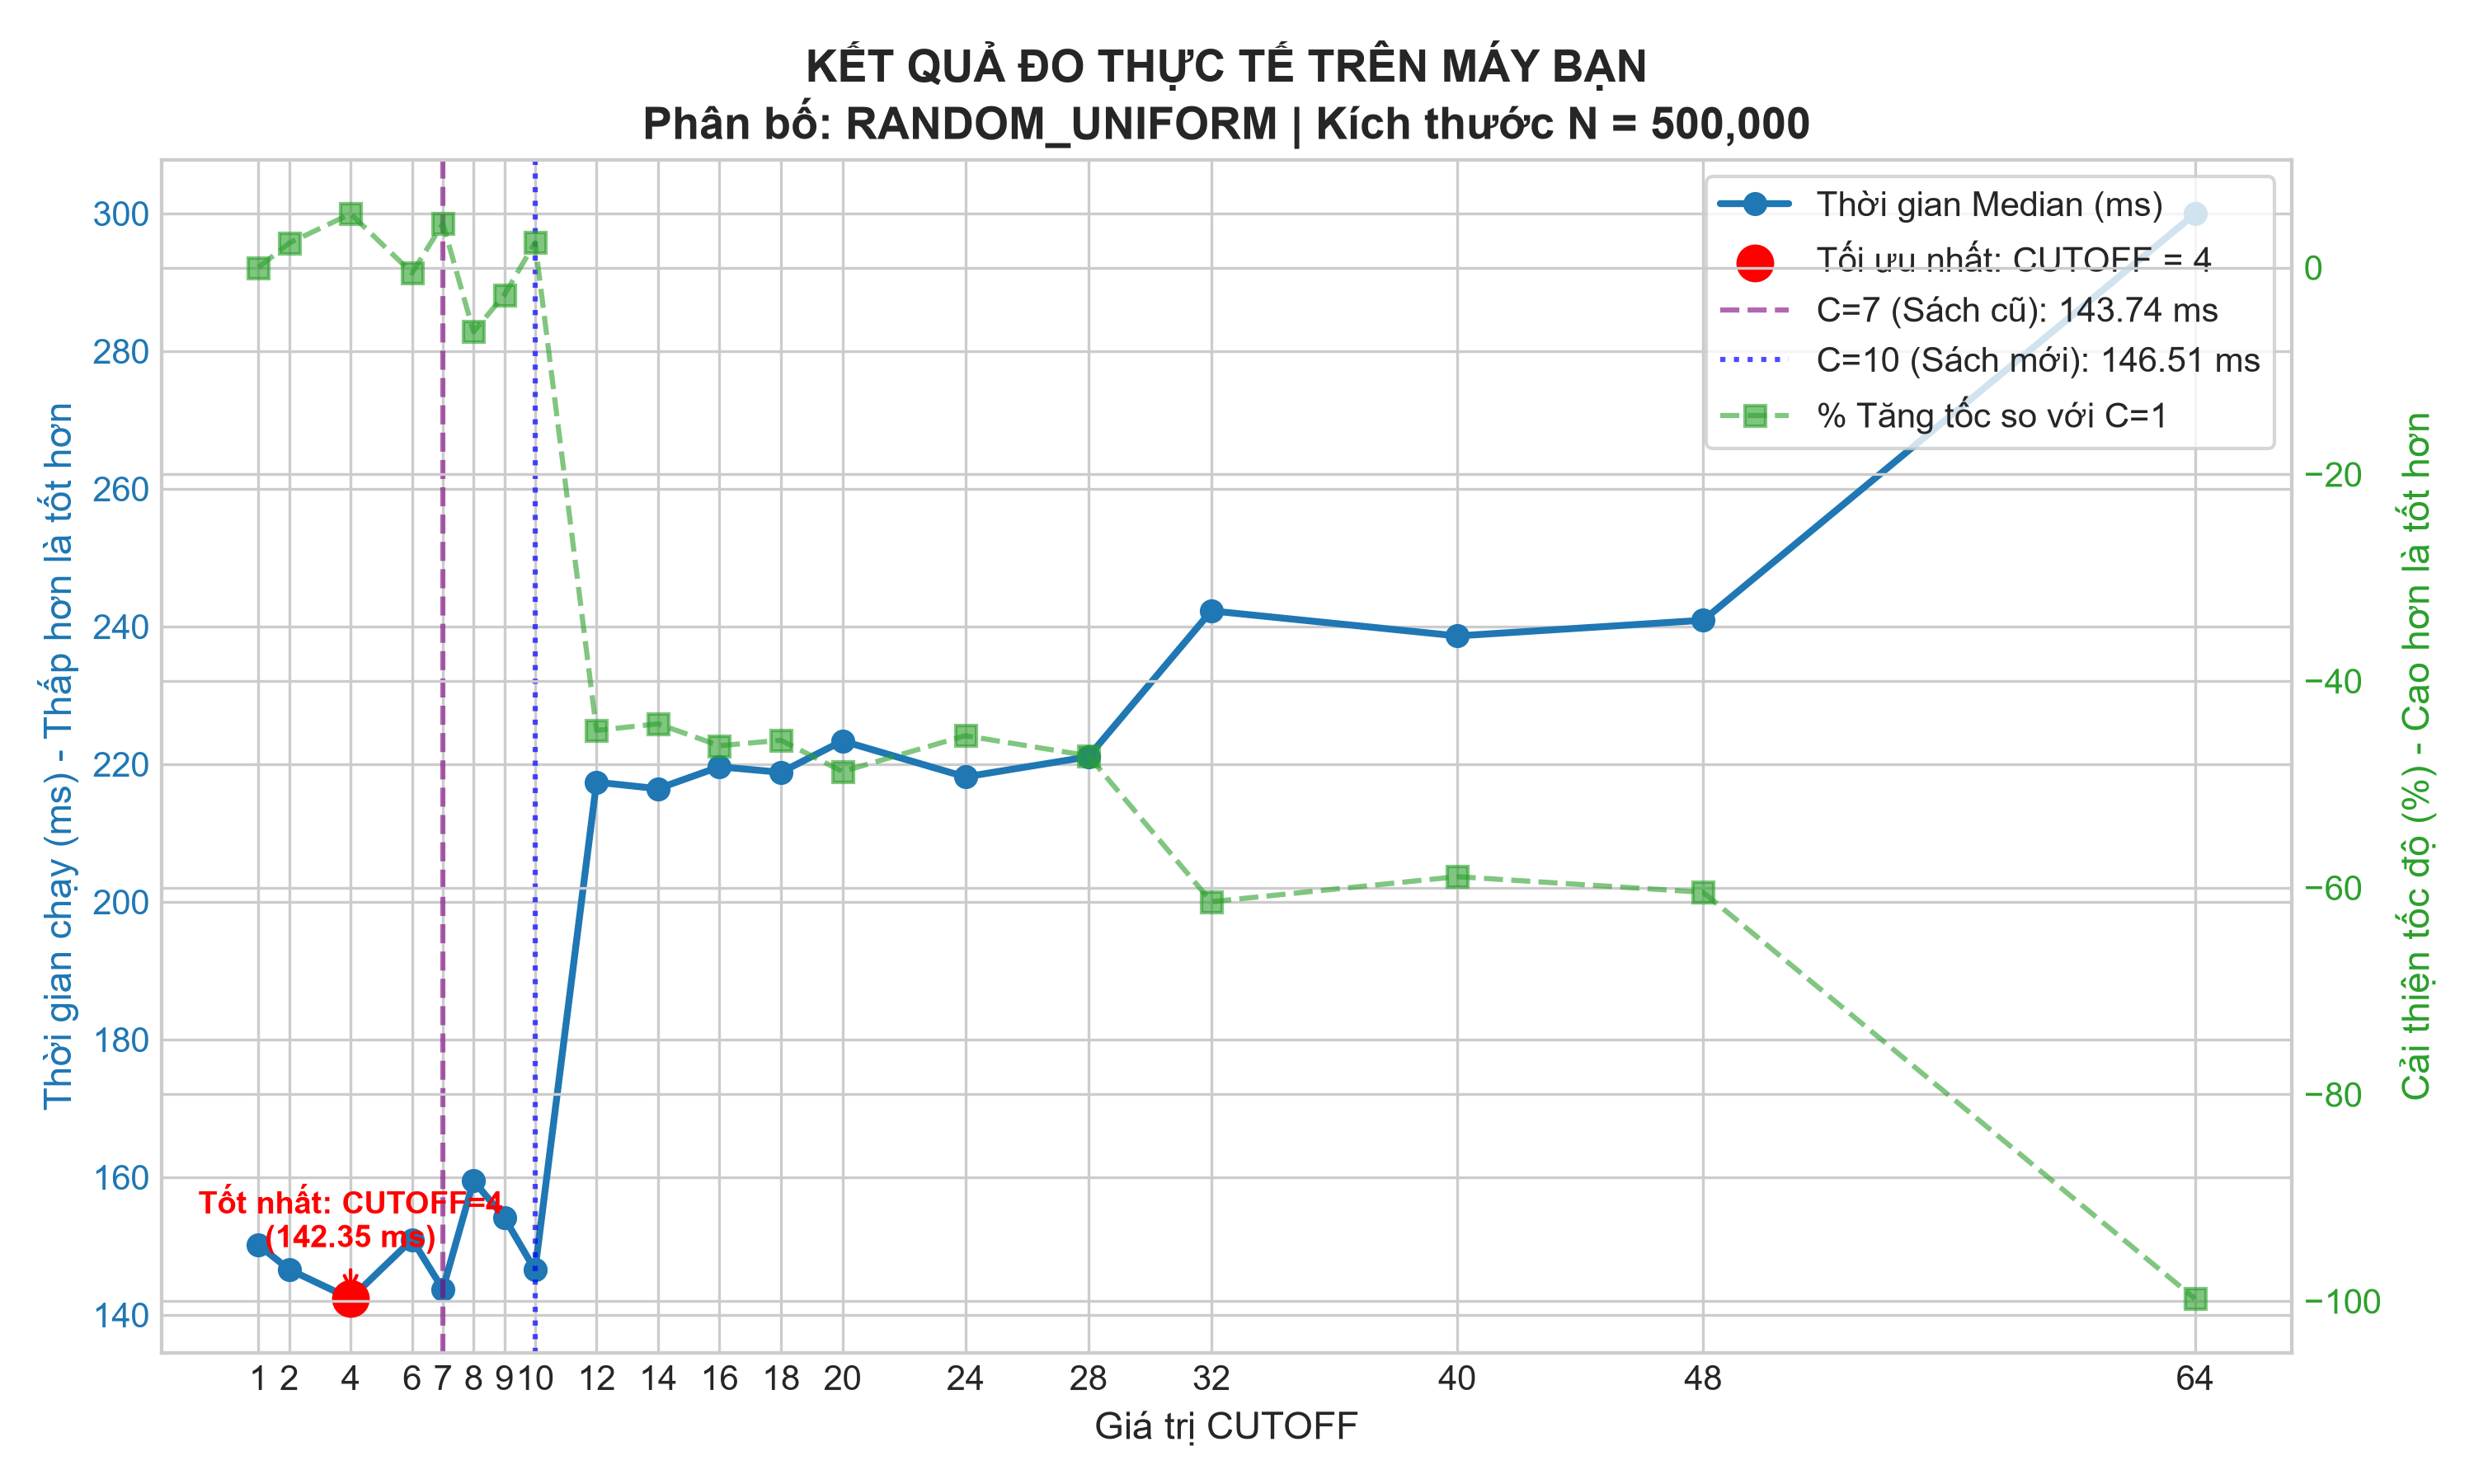 KẾT QUẢ ĐO THỰC TẾ TRÊN MÁY BẠN
Phân bố: RANDOM_UNIFORM | Kích thước N = 500,000
Thời gian Median (ms)
Tối ưu nhất: CUTOFF = 4
C=7 (Sách cũ): 143.74 ms
C=10 (Sách mới): 146.51 ms
% Tăng tốc so với C=1
Thời gian chạy (ms) - Thấp hơn là tốt hơn
300
280
260
240
220
200
180
160
140
Cải thiện tốc độ (%) - Cao hơn là tốt hơn
0
−20
−40
−60
−80
−100
Tốt nhất: CUTOFF=4
(142.35 ms)
1 2 4 6 7 8 9 10 12 14 16 18 20 24 28 32 40 48 64
Giá trị CUTOFF